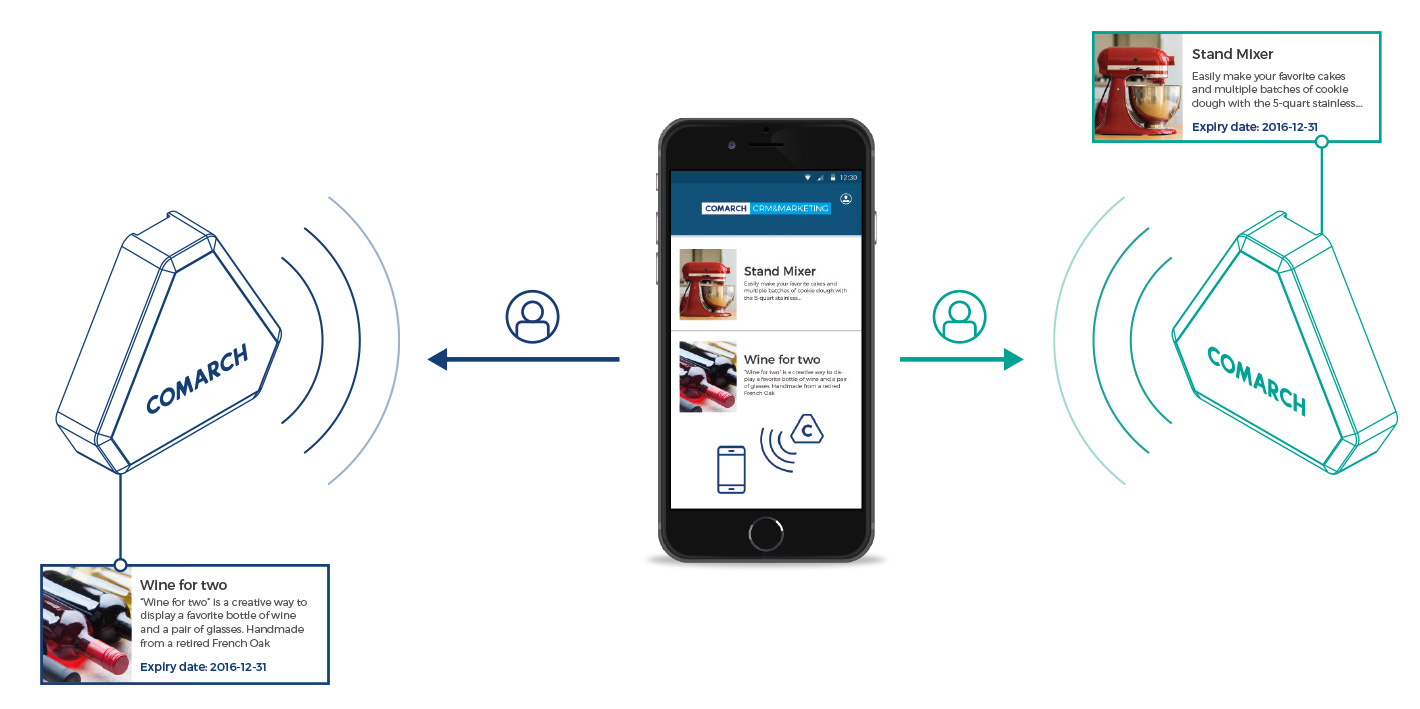 Stand Mixer
Easily make your favorite cakes
and multiple batches of cookie
dough with the 5-quart stainless...
Expiry date: 2016-12-31
12:30
COMARCH CRM&MARKETING
Stand Mixer
Easily make your favorite cakes and
multiple batches of cookie dough with
the 5-quart stainless...
Wine for two
"Wine for two" is a creative way to dis-
play a favorite bottle of wine and a pair
of glasses. Handmade from a retired
French Oak
C
COMARCH
COMARCH
Wine for two
"Wine for two" is a creative way to
display a favorite bottle of wine
and a pair of glasses. Handmade
from a retired French Oak
Expiry date: 2016-12-31